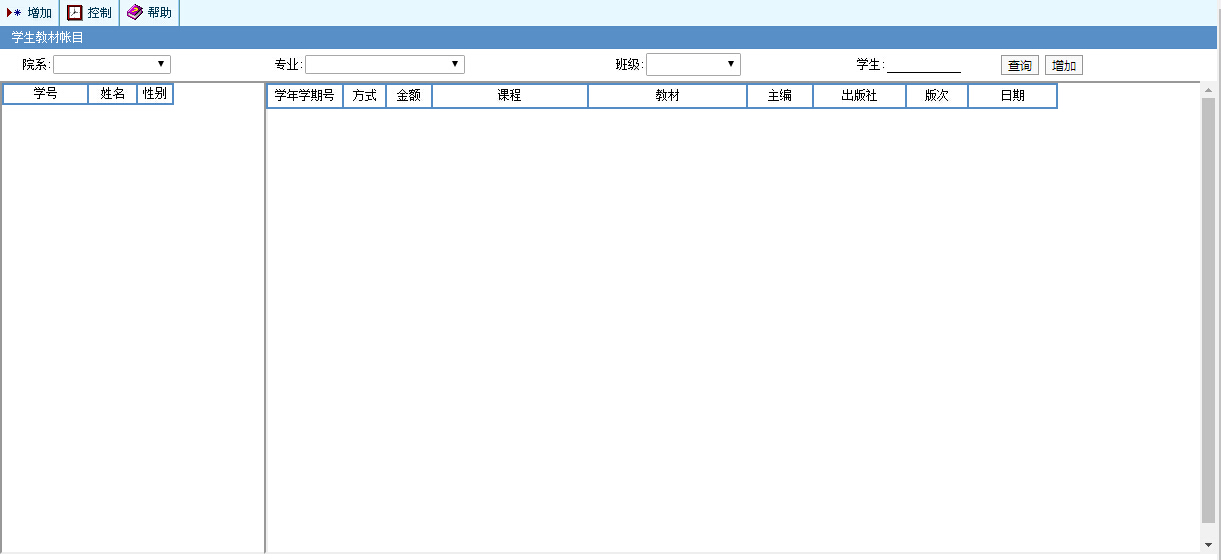 增加 控制 帮助
学生教材帐目
院系: 专业: 班级: 学生: 查询 增加
学号 姓名 性别 学年学期号 方式 金额 课程 教材 主编 出版社 版次 日期